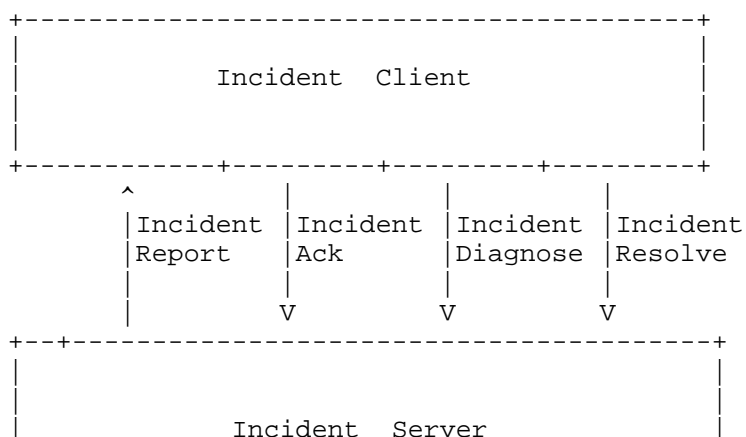 Incident Client
Incident Incident Incident Incident
Report Ack Diagnose Resolve
V V V
Incident Server